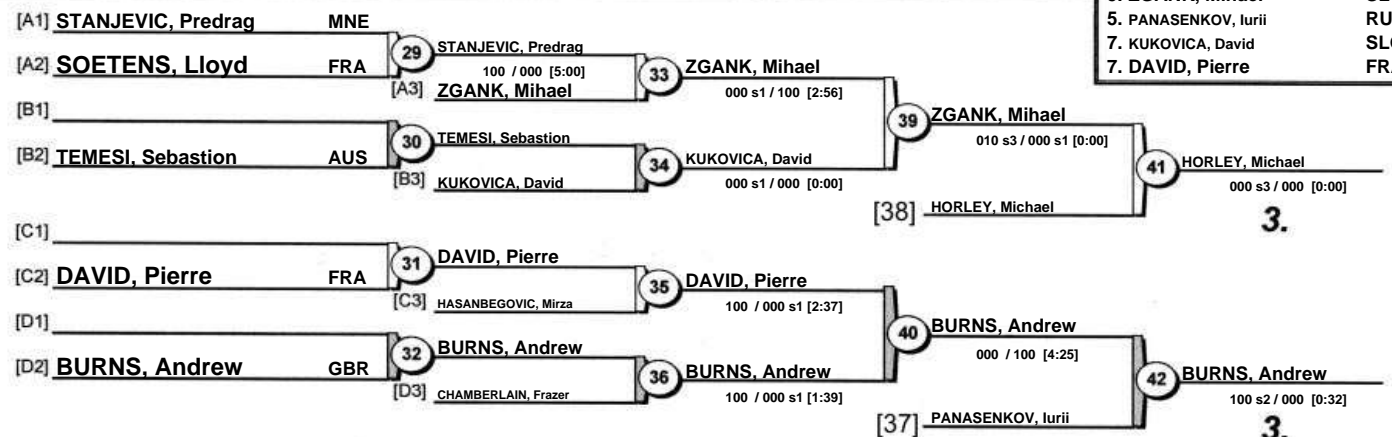 5. PANASENKOV, Iurii RU
7. KUKOVICA, David
7. DAVID, Pierre
[A1] STANJEVIC, Predrag MNE
[A2] SOETENS, Lloyd FRA
29 STANJEVIC, Predrag
100 / 000 [5:00]
[A3] ZGANK, Mihael
33 ZGANK, Mihael
000 s1 / 100 [2:56]
[B1]
[B2] TEMESI, Sebastion AUS
30 TEMESI, Sebastion
[B3] KUKOVICA, David
34 KUKOVICA, David
000 s1 / 000 [0:00]
39 ZGANK, Mihael
010 s3 / 000 s1 [0:00]
[38] HORLEY, Michael
41 HORLEY, Michael
000 s3 / 000 [0:00]
3.
[C1]
[C2] DAVID, Pierre FRA
31 DAVID, Pierre
[C3] HASANBEGOVIC, Mirza
35 DAVID, Pierre
100 / 000 s1 [2:37]
[D1]
[D2] BURNS, Andrew GBR
32 BURNS, Andrew
[D3] CHAMBERLAIN, Frazer
36 BURNS, Andrew
100 / 000 s1 [1:39]
40 BURNS, Andrew
000 / 100 [4:25]
[37] PANASENKOV, Iurii
42 BURNS, Andrew
100 s2 / 000 [0:32]
3.